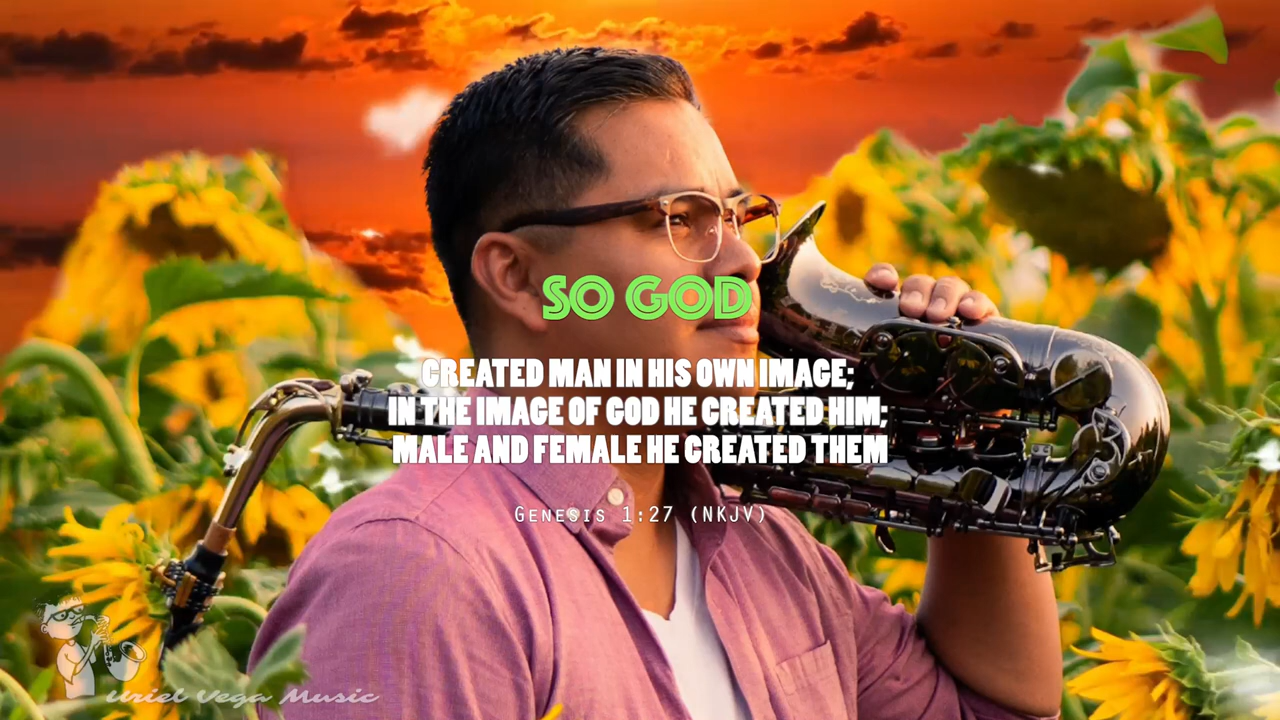 SO GOD
CREATED MAN IN HIS OWN IMAGE;
IN THE IMAGE OF GOD HE CREATED HIM;
MALE AND FEMALE HE CREATED THEM
Genesis 1:27 (NKJV)
Uriel Vega Music